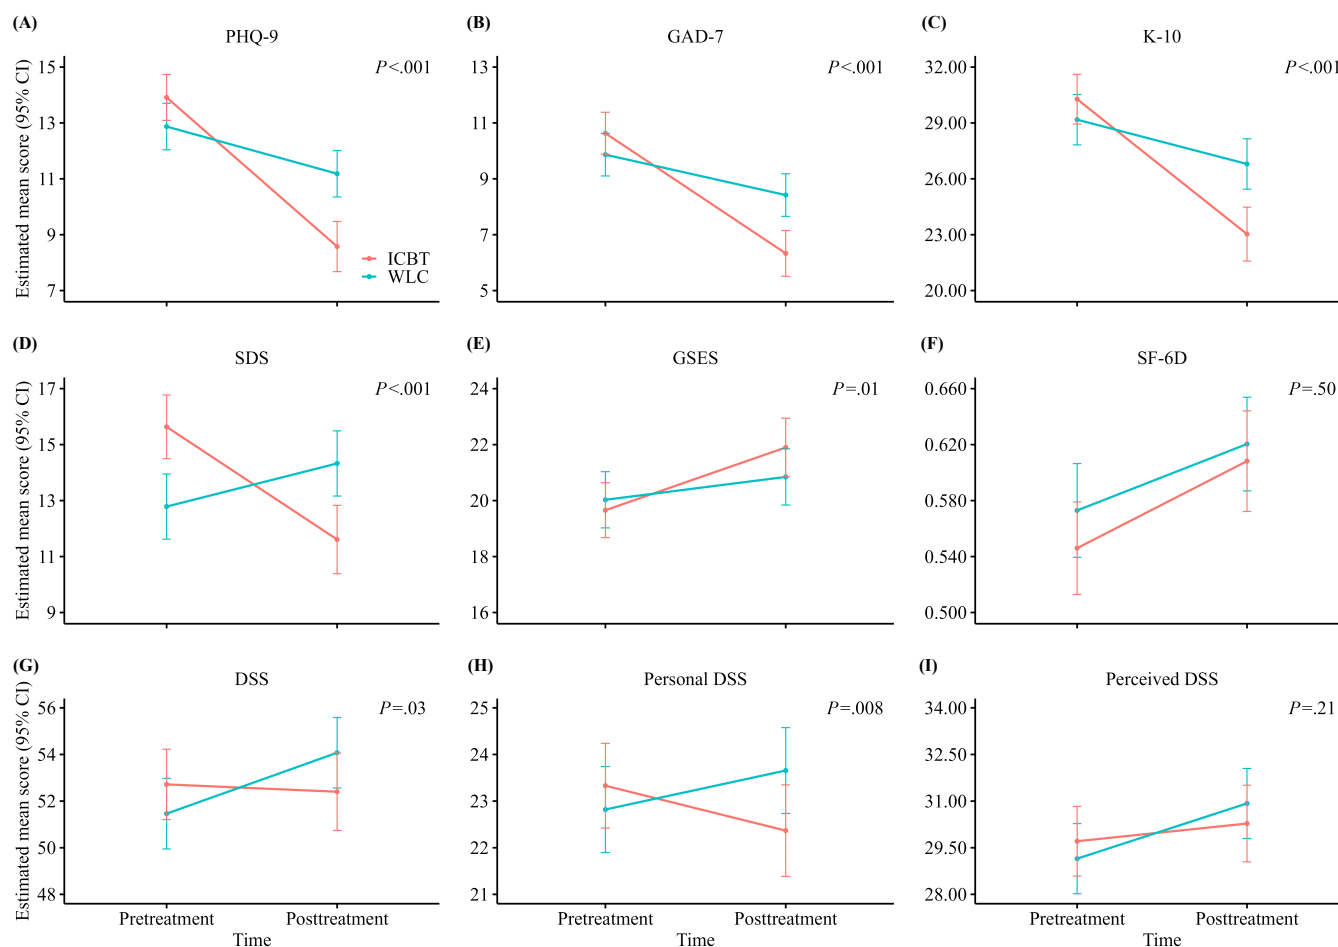 (A)
PHQ-9
P<.001
Estimated mean score (95% CI)
15
13
11
9
7
ICBT
WLC
(B)
GAD-7
P<.001
13
11
9
7
5
(C)
K-10
P<.001
32.00
29.00
26.00
23.00
20.00
(D)
SDS
P<.001
Estimated mean score (95% CI)
17
15
13
11
9
(E)
GSES
P=.01
24
22
20
18
16
(F)
SF-6D
P=.50
0.660
0.620
0.580
0.540
0.500
(G)
DSS
P=.03
Estimated mean score (95% CI)
56
54
52
50
48
Pretreatment Posttreatment
Time
(H)
Personal DSS
P=.008
25
24
23
22
21
Pretreatment Posttreatment
Time
(I)
Perceived DSS
P=.21
34.00
32.50
31.00
29.50
28.00
Pretreatment Posttreatment
Time